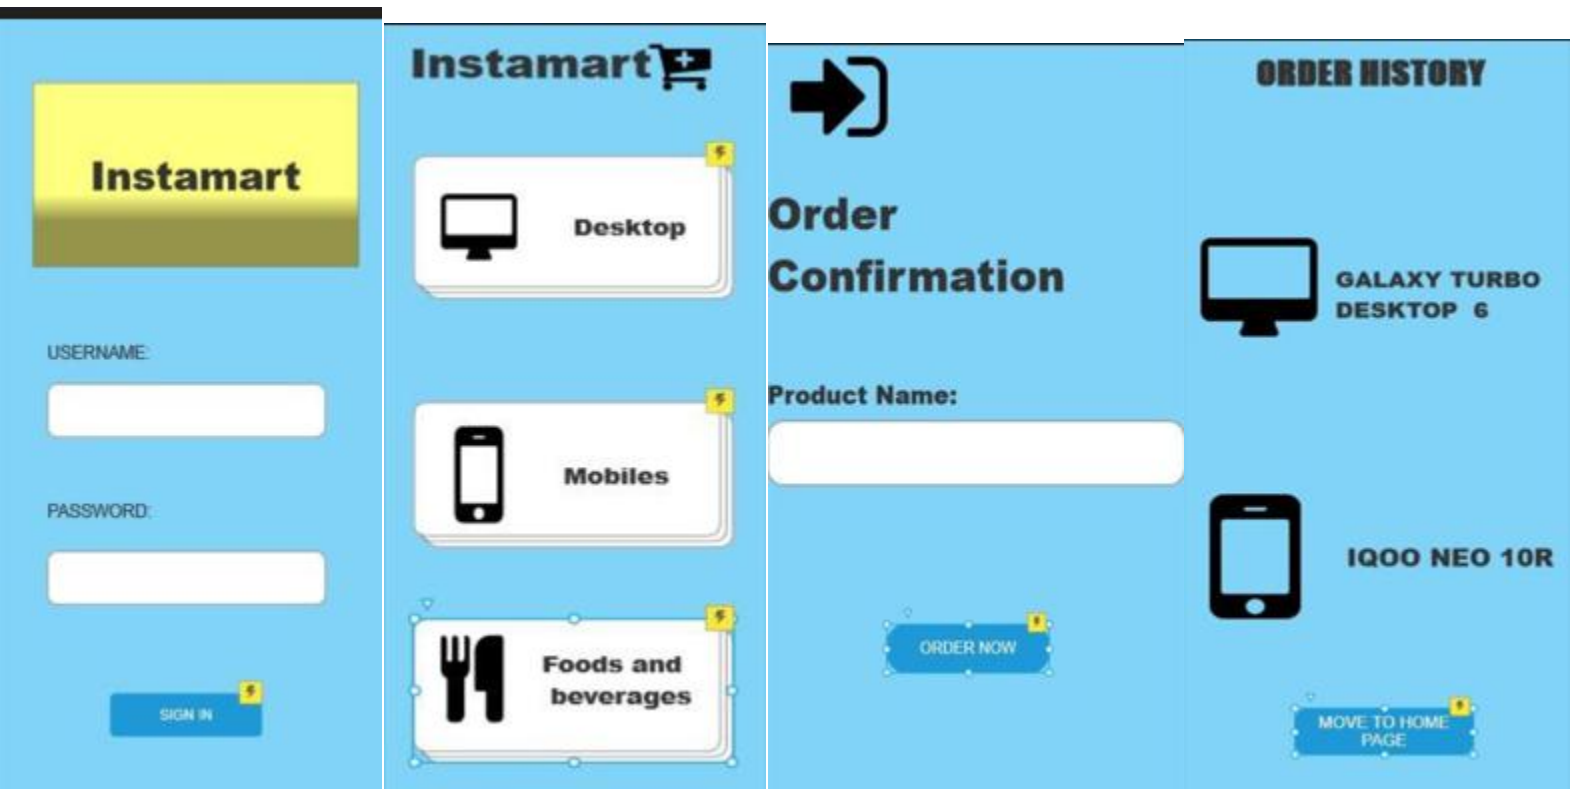 Instamart
USERNAME:
PASSWORD:
SIGN IN
Instamart
Desktop
Mobiles
Foods and
beverages
Order
Confirmation
Product Name:
ORDER NOW
ORDER HISTORY
GALAXY TURBO
DESKTOP 6
IQOO NEO 10R
MOVE TO HOME
PAGE